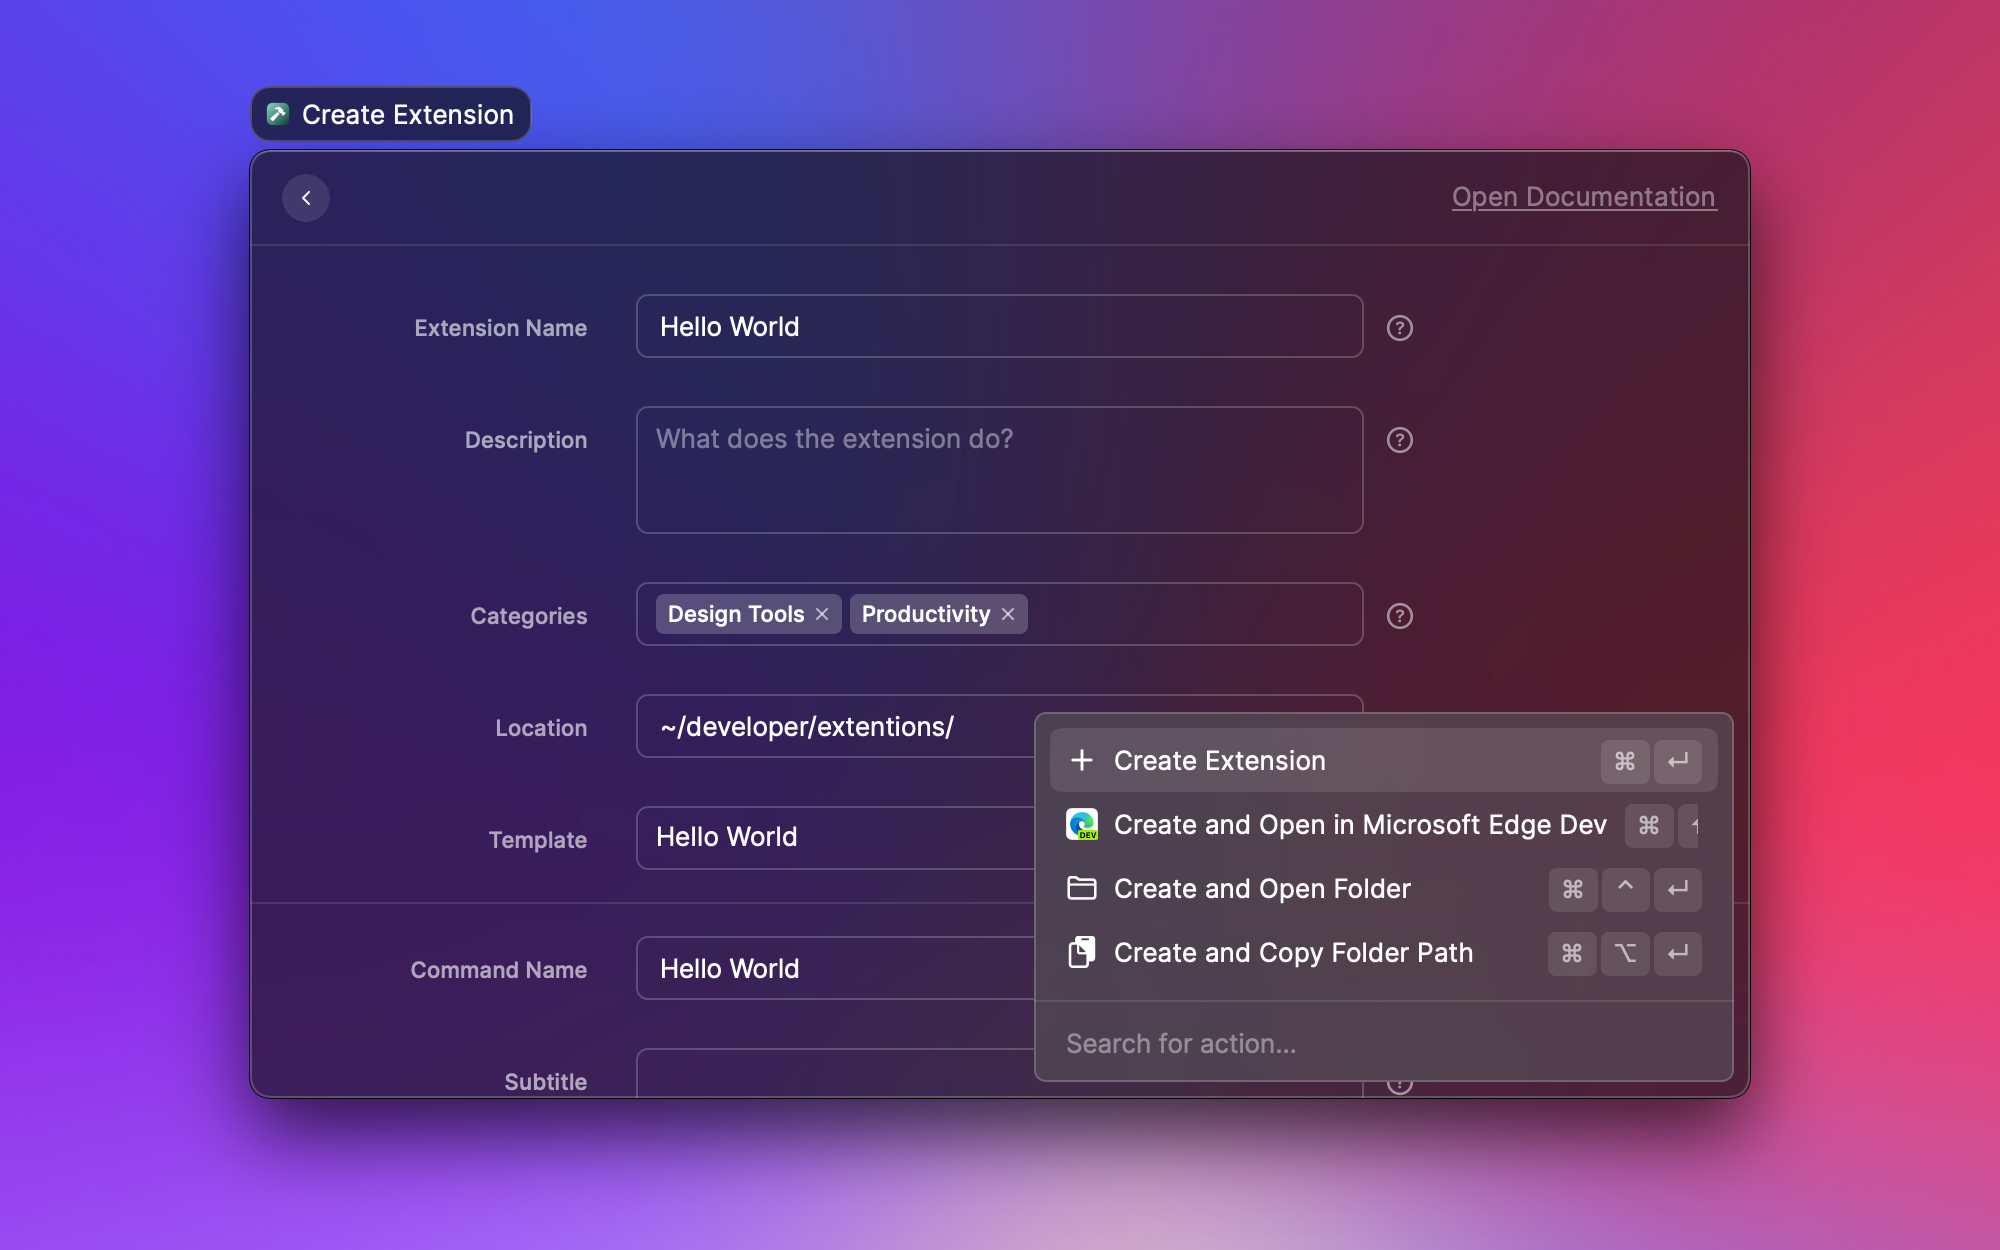 Create Extension
Open Documentation
Extension Name
Hello World
Description
What does the extension do?
Categories
Design Tools
Productivity
Location
~/developer/extentions/
Template
Hello World
Command Name
Hello World
Subtitle
Create Extension ⌘ ↵
DEV
Create and Open in Microsoft Edge Dev ⌘
Create and Open Folder ⌘ ^ ↵
Create and Copy Folder Path ⌘ ⌥ ↵
Search for action...